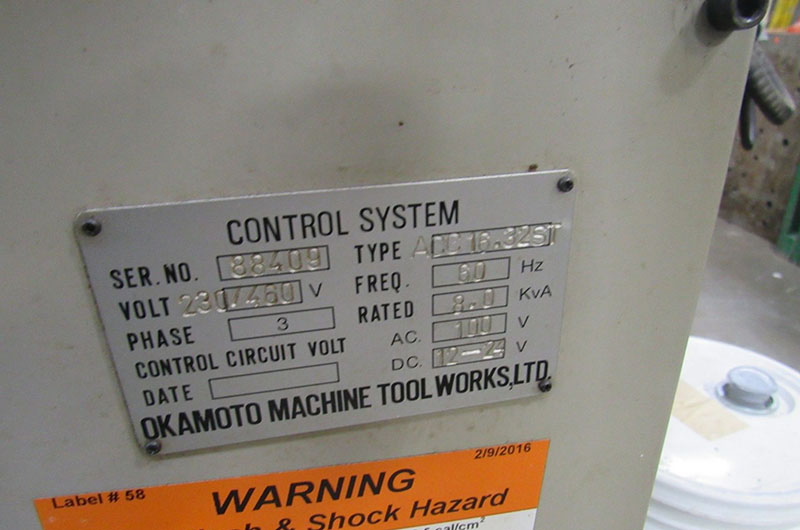 CONTROL SYSTEM
SER. NO. 88409 TYPE ACC16.32ST
VOLT 230/460 V FREQ. 60 Hz
PHASE 3 RATED 8.0 KVA
CONTROL CIRCUIT VOLT AC. 100 V
DC. 12-24 V
DATE
OKAMOTO MACHINE TOOL WORKS, LTD.
Label # 58 2/9/2016
WARNING
& Shock Hazard
cal/cm²